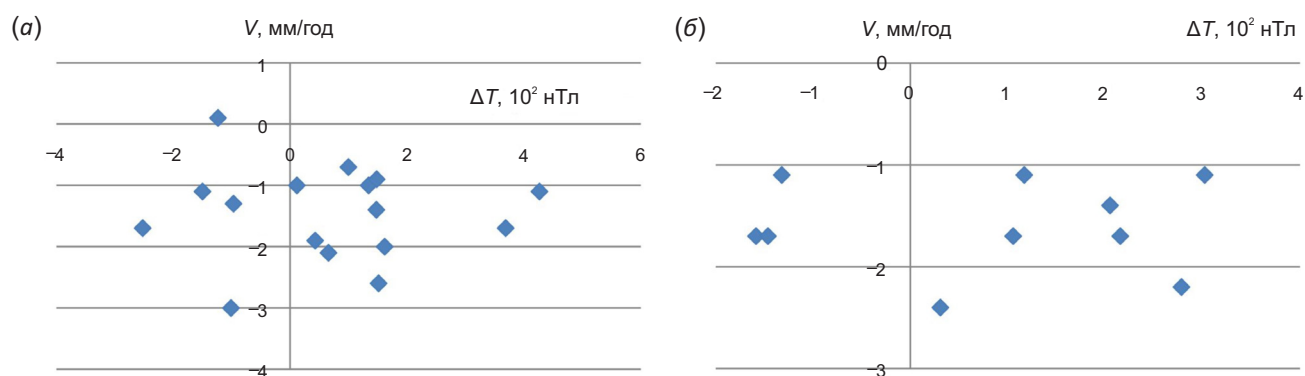 (а)
V, мм/год
1
ΔT, 10² нТл
0
−4 −2 0 2 4 6
−1
−2
−3
−4
(б)
V, мм/год
ΔT, 10² нТл
0
−2 −1 0 1 2 3 4
−1
−2
−3